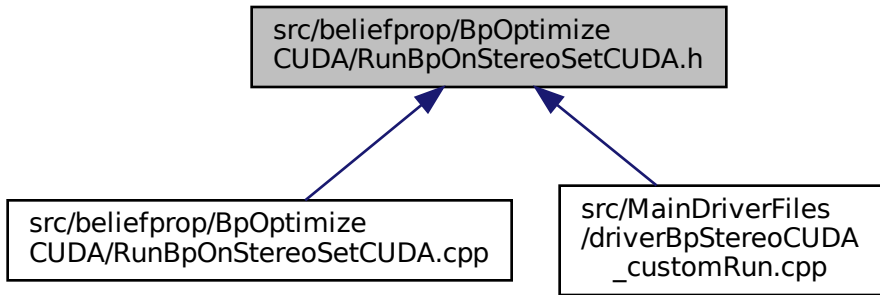 src/beliefprop/BpOptimize
CUDA/RunBpOnStereoSetCUDA.h
src/beliefprop/BpOptimize
CUDA/RunBpOnStereoSetCUDA.cpp
src/MainDriverFiles
/driverBpStereoCUDA
_customRun.cpp